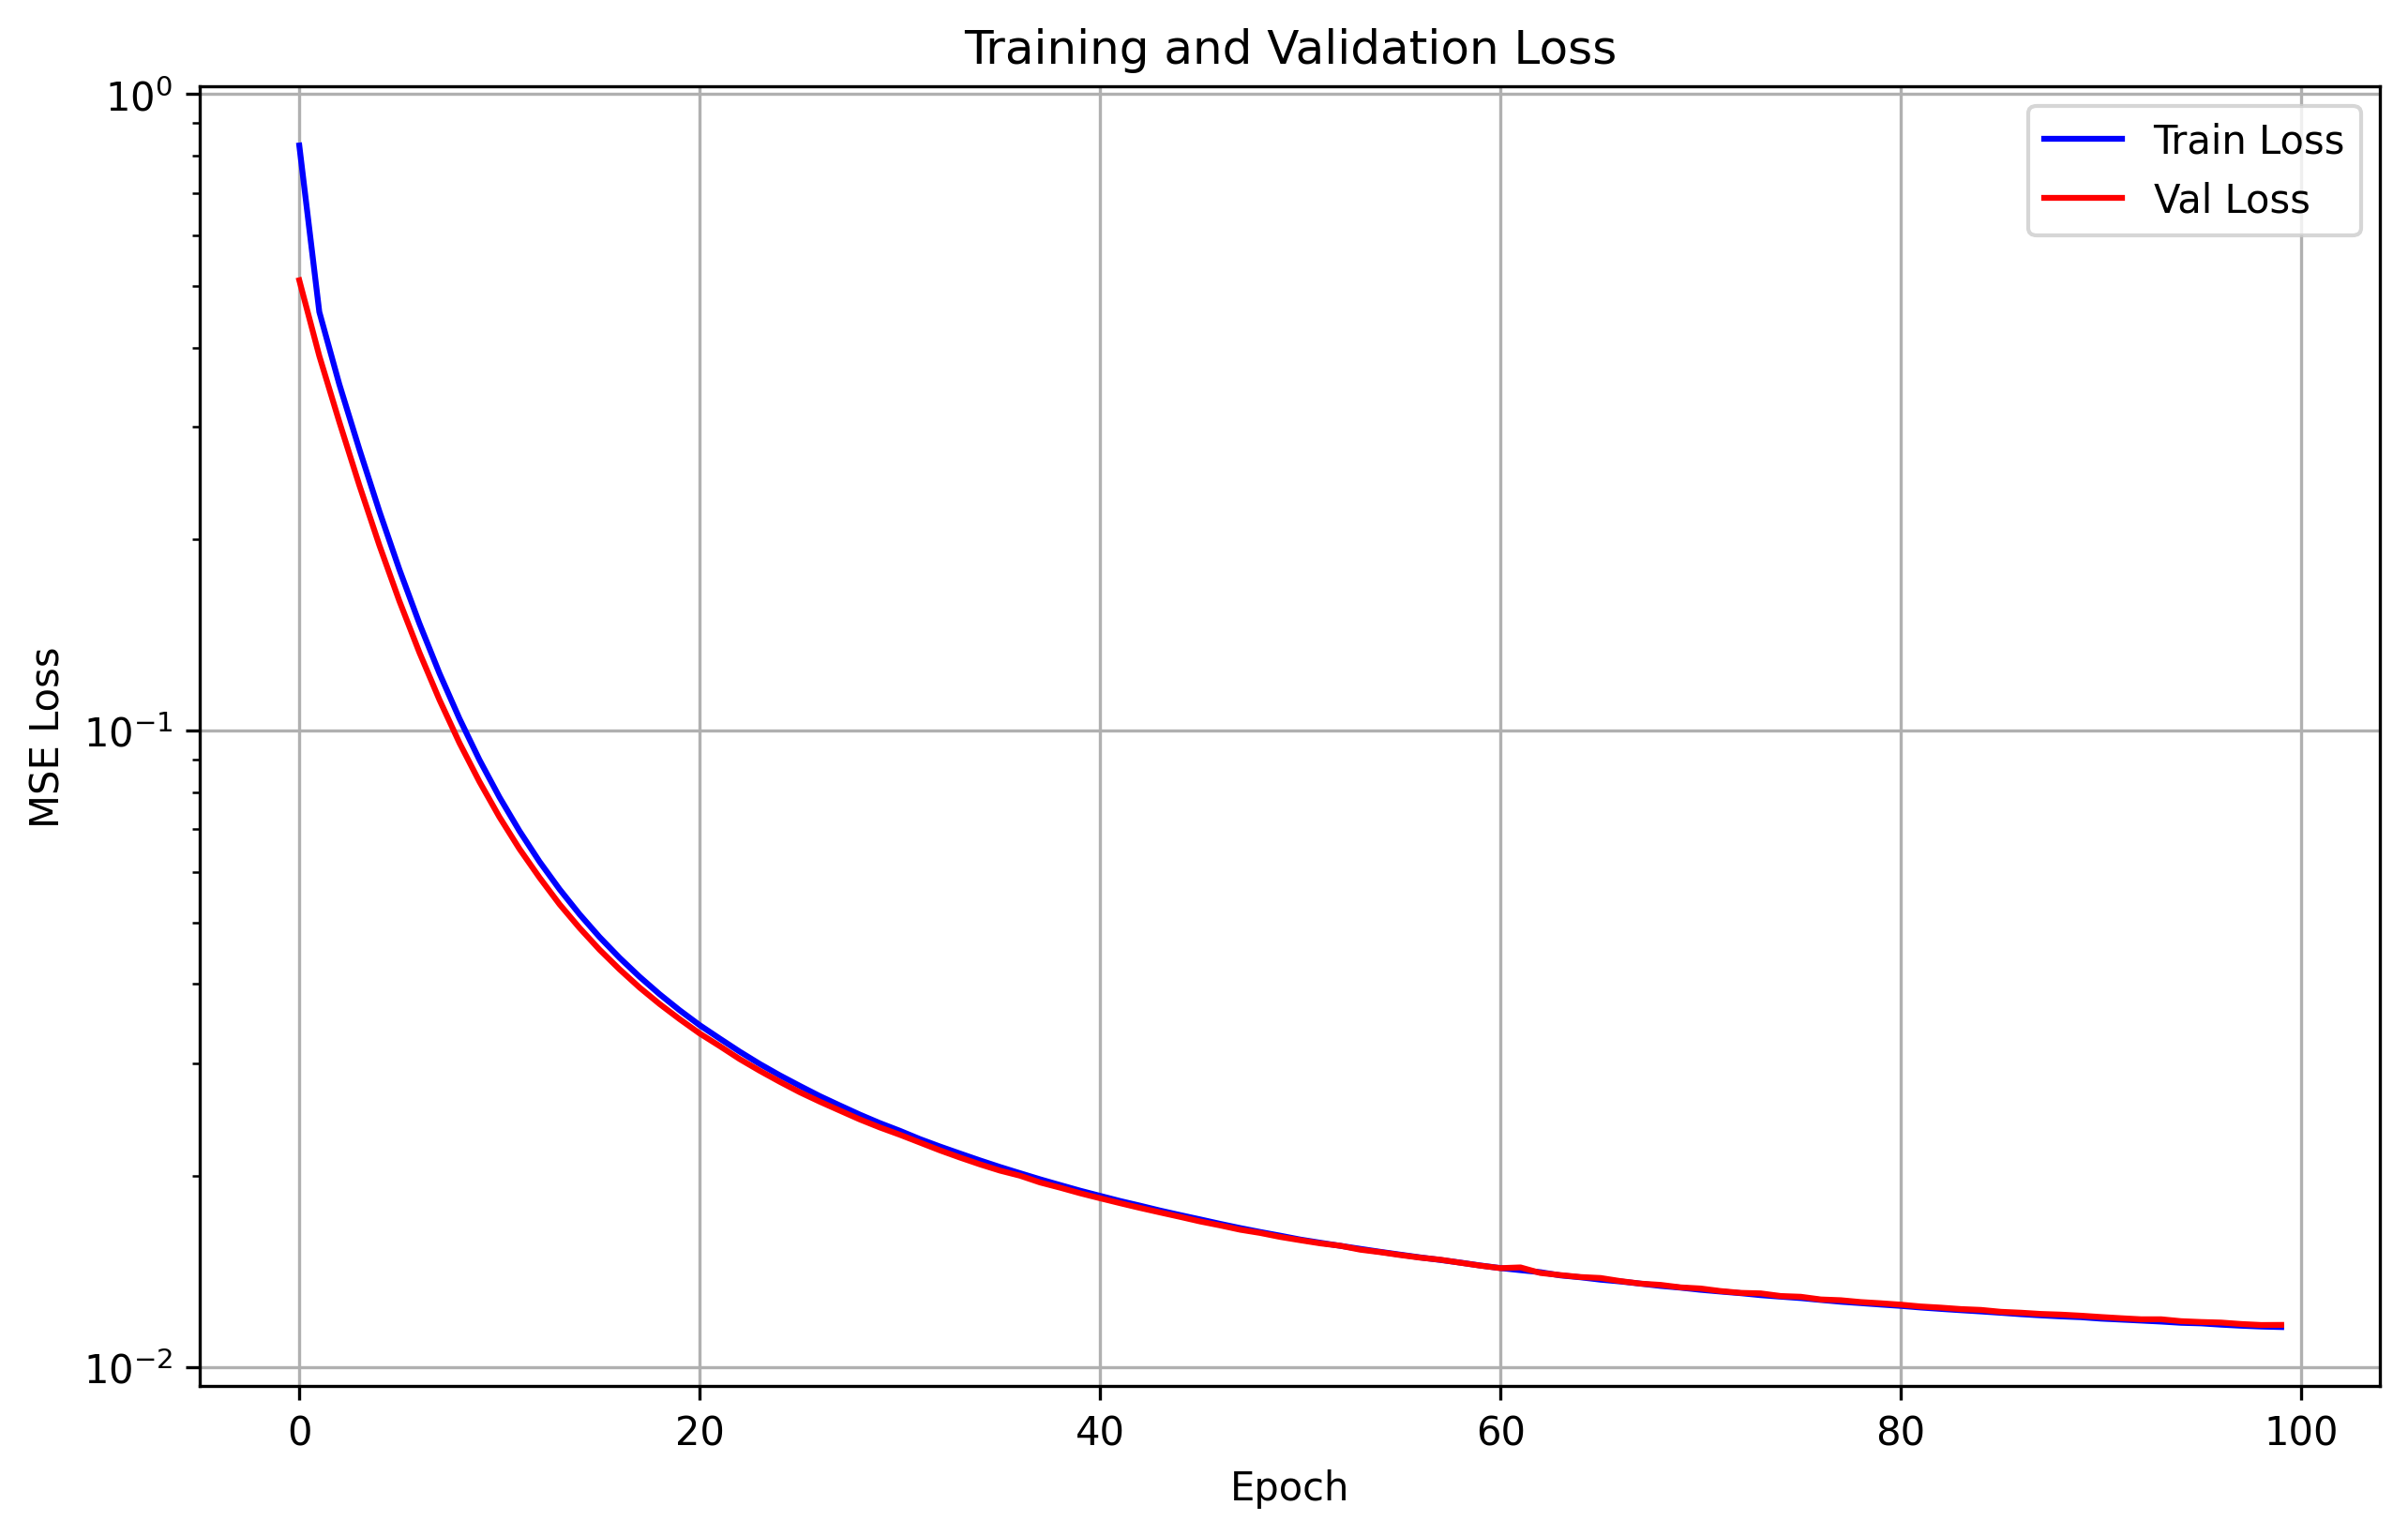 Training and Validation Loss
10⁰
10⁻¹
10⁻²
MSE Loss
Train Loss
Val Loss
0 20 40 60 80 100
Epoch